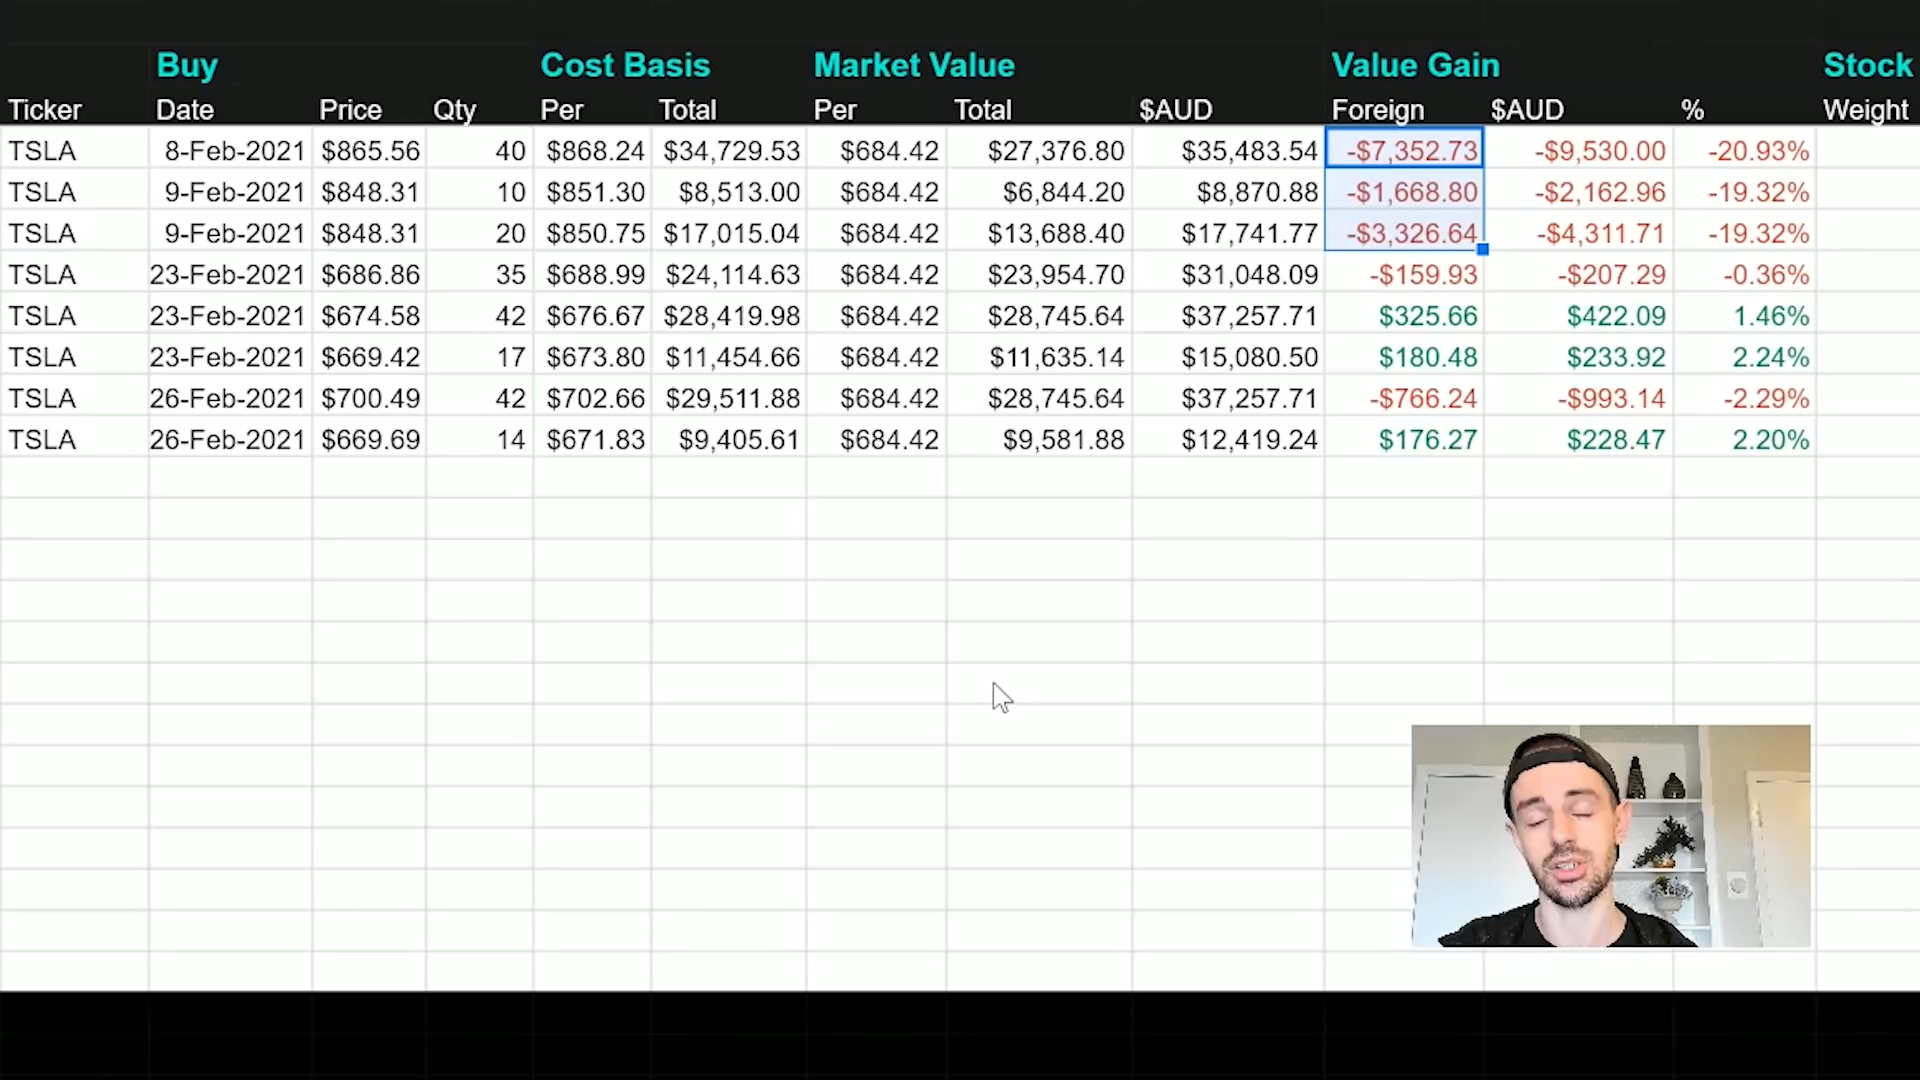 Buy Cost Basis Market Value Value Gain Stock
Ticker Date Price Qty Per Total Per Total $AUD Foreign $AUD % Weight
TSLA 8-Feb-2021 $865.56 40 $868.24 $34,729.53 $684.42 $27,376.80 $35,483.54 -$7,352.73 -$9,530.00 -20.93%
TSLA 9-Feb-2021 $848.31 10 $851.30 $8,513.00 $684.42 $6,844.20 $8,870.88 -$1,668.80 -$2,162.96 -19.32%
TSLA 9-Feb-2021 $848.31 20 $850.75 $17,015.04 $684.42 $13,688.40 $17,741.77 -$3,326.64 -$4,311.71 -19.32%
TSLA 23-Feb-2021 $686.86 35 $688.99 $24,114.63 $684.42 $23,954.70 $31,048.09 -$159.93 -$207.29 -0.36%
TSLA 23-Feb-2021 $674.58 42 $676.67 $28,419.98 $684.42 $28,745.64 $37,257.71 $325.66 $422.09 1.46%
TSLA 23-Feb-2021 $669.42 17 $673.80 $11,454.66 $684.42 $11,635.14 $15,080.50 $180.48 $233.92 2.24%
TSLA 26-Feb-2021 $700.49 42 $702.66 $29,511.88 $684.42 $28,745.64 $37,257.71 -$766.24 -$993.14 -2.29%
TSLA 26-Feb-2021 $669.69 14 $671.83 $9,405.61 $684.42 $9,581.88 $12,419.24 $176.27 $228.47 2.20%